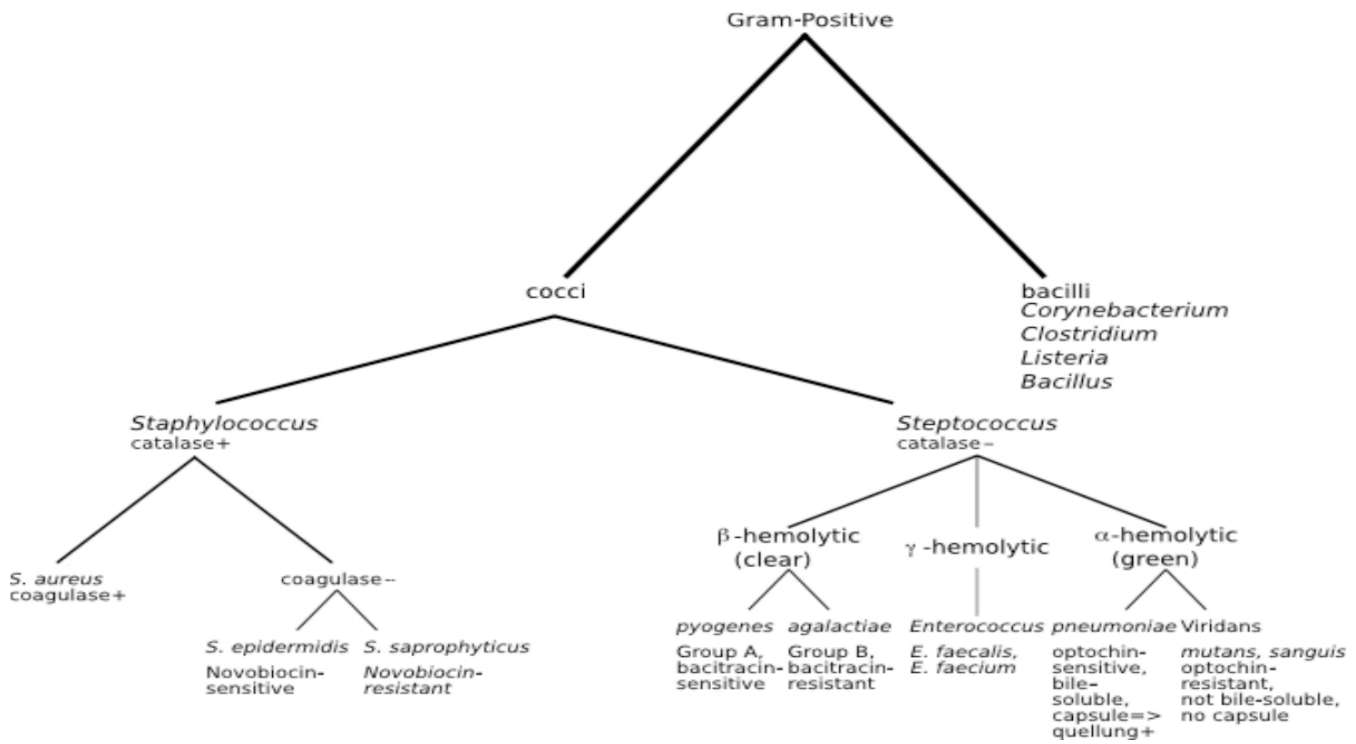 Gram-Positive
cocci
bacilli
Corynebacterium
Clostridium
Listeria
Bacillus
Staphylococcus
catalase+
Steptococcus
catalase–
S. aureus
coagulase+
coagulase–
S. epidermidis
Novobiocin-
sensitive
S. saprophyticus
Novobiocin-
resistant
β-hemolytic
(clear)
γ -hemolytic
α-hemolytic
(green)
pyogenes
Group A,
bacitracin-
sensitive
agalactiae
Group B,
bacitracin-
resistant
Enterococcus
E. faecalis,
E. faecium
pneumoniae
optochin-
sensitive,
bile–
soluble,
capsule=>
quellung+
Viridans
mutans, sanguis
optochin-
resistant,
not bile-soluble,
no capsule